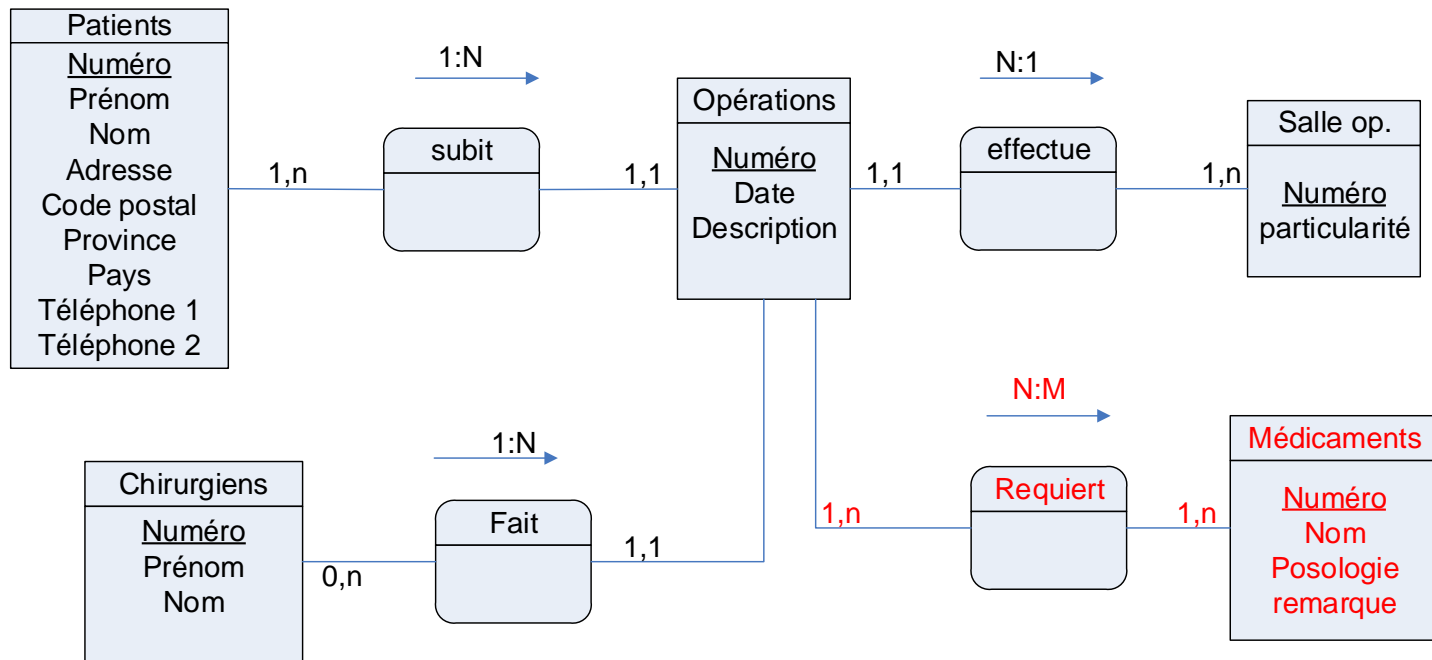 Patients
Numéro
Prénom
Nom
Adresse
Code postal
Province
Pays
Téléphone 1
Téléphone 2
1,n
1:N
subit
1,1
Opérations
Numéro
Date
Description
1,1
N:1
effectue
1,n
Salle op.
Numéro
particularité
Chirurgiens
Numéro
Prénom
Nom
0,n
1:N
Fait
1,1
1,n
N:M
Requiert
1,n
Médicaments
Numéro
Nom
Posologie
remarque